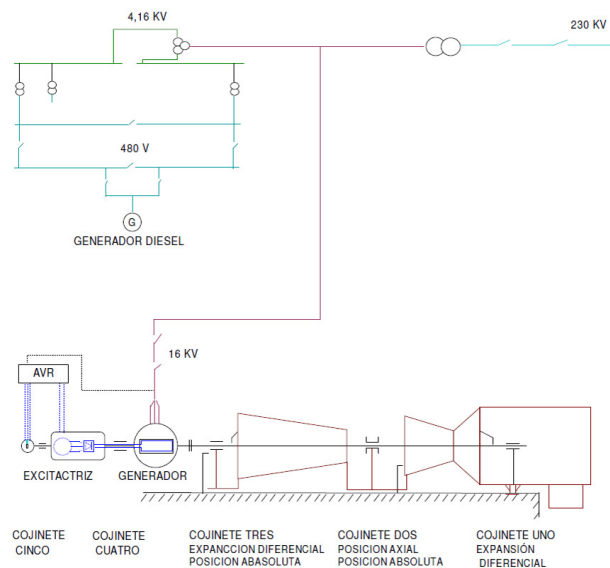 4,16 KV
230 KV
480 V
G
GENERADOR DIESEL
16 KV
AVR
EXCITACTRIZ
GENERADOR
COJINETE CINCO
COJINETE CUATRO
COJINETE TRES
EXPANCCION DIFERENCIAL
POSICION ABASOLUTA
COJINETE DOS
POSICION AXIAL
POSICION ABSOLUTA
COJINETE UNO
EXPANSIÓN
DIFERENCIAL